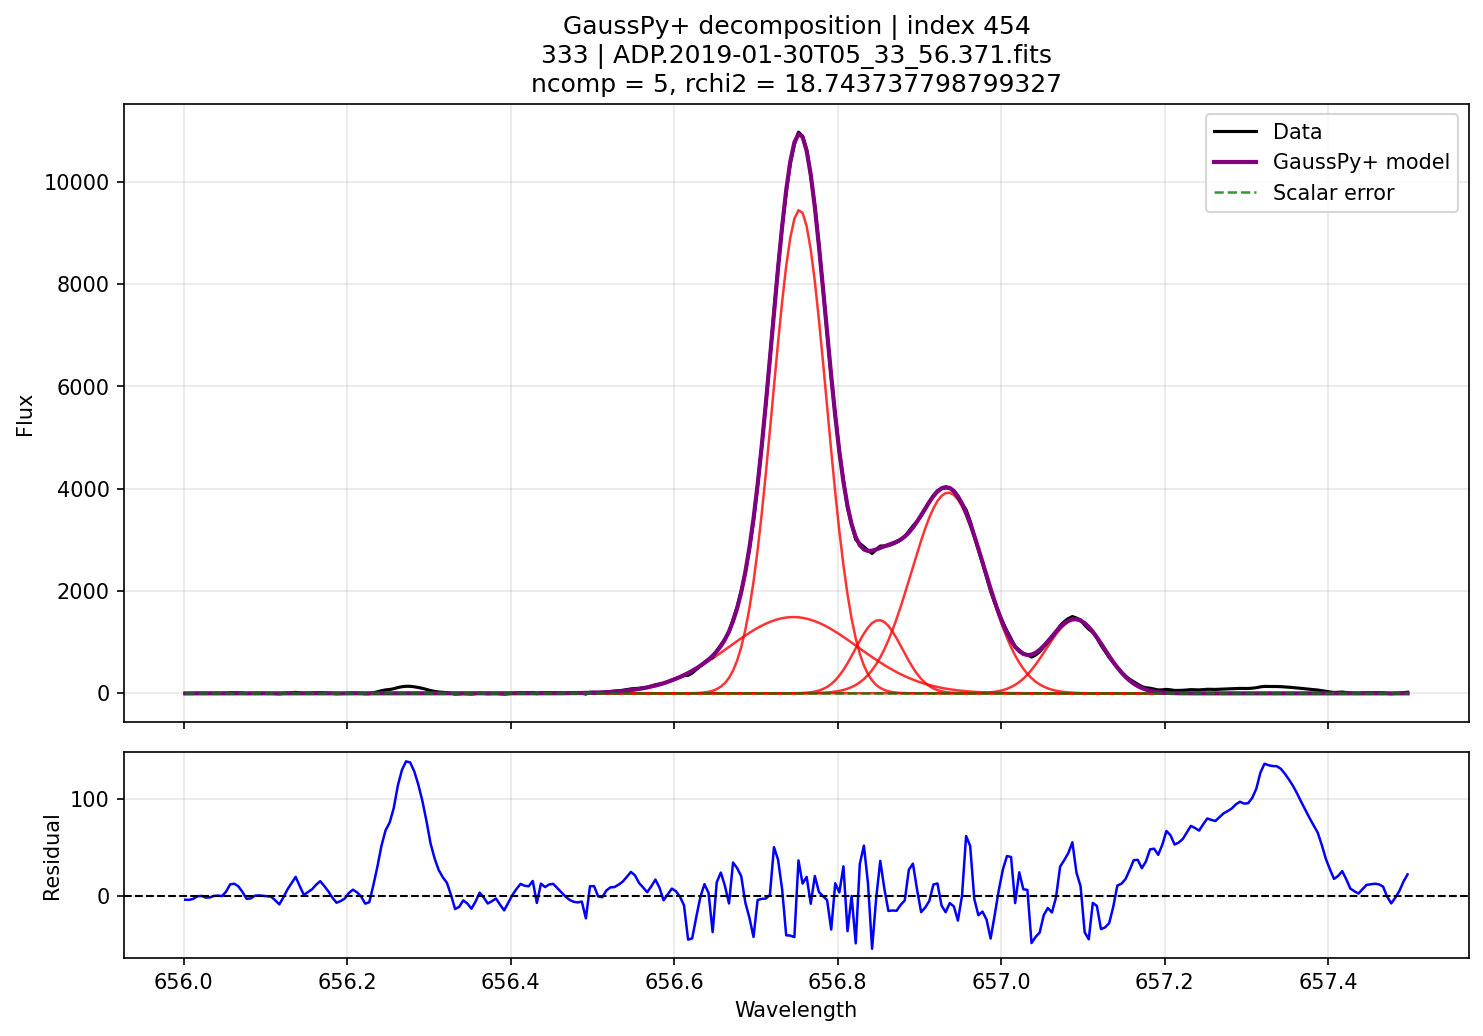 GaussPy+ decomposition | index 454
333 | ADP.2019-01-30T05_33_56.371.fits
ncomp = 5, rchi2 = 18.743737798799327
Data
GaussPy+ model
Scalar error
10000
8000
6000
4000
2000
0
Flux
100
0
Residual
656.0 656.2 656.4 656.6 656.8 657.0 657.2 657.4
Wavelength